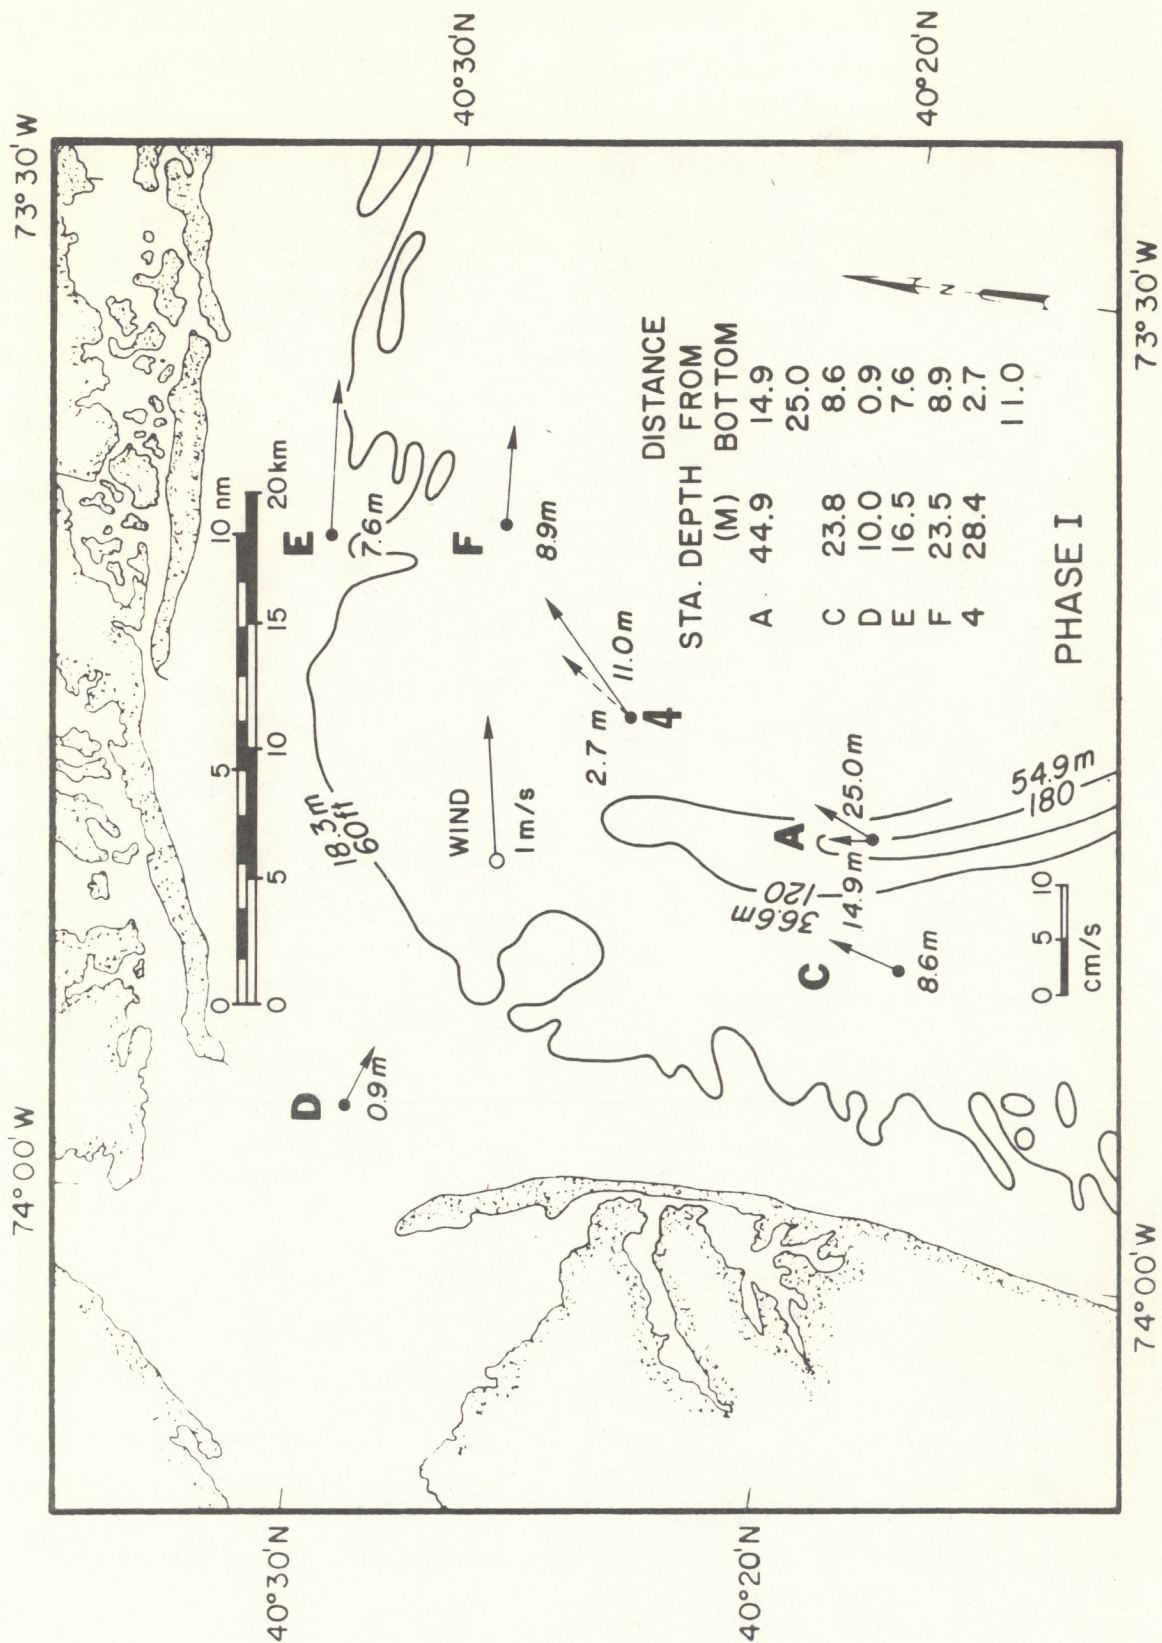 74°00'W
73°30'W
40°30'N
40°20'N
40°30'N
40°20'N
74°00'W
73°30'W
0 5 10 nm
0 5 10 15 20 km
D
0.9 m
E
7.6 m
F
8.9m
18.3m
60ft
WIND
1 m/s
2.7 m
11.0m
4
A
25.0m
14.9 m
36.6m
120
54.9m
180
C
8.6m
0 5 10
cm/s
DISTANCE
STA. DEPTH FROM
(M) BOTTOM
A 44.9 14.9
25.0
C 23.8 8.6
D 10.0 0.9
E 16.5 7.6
F 23.5 8.9
4 28.4 2.7
11.0
PHASE I
N